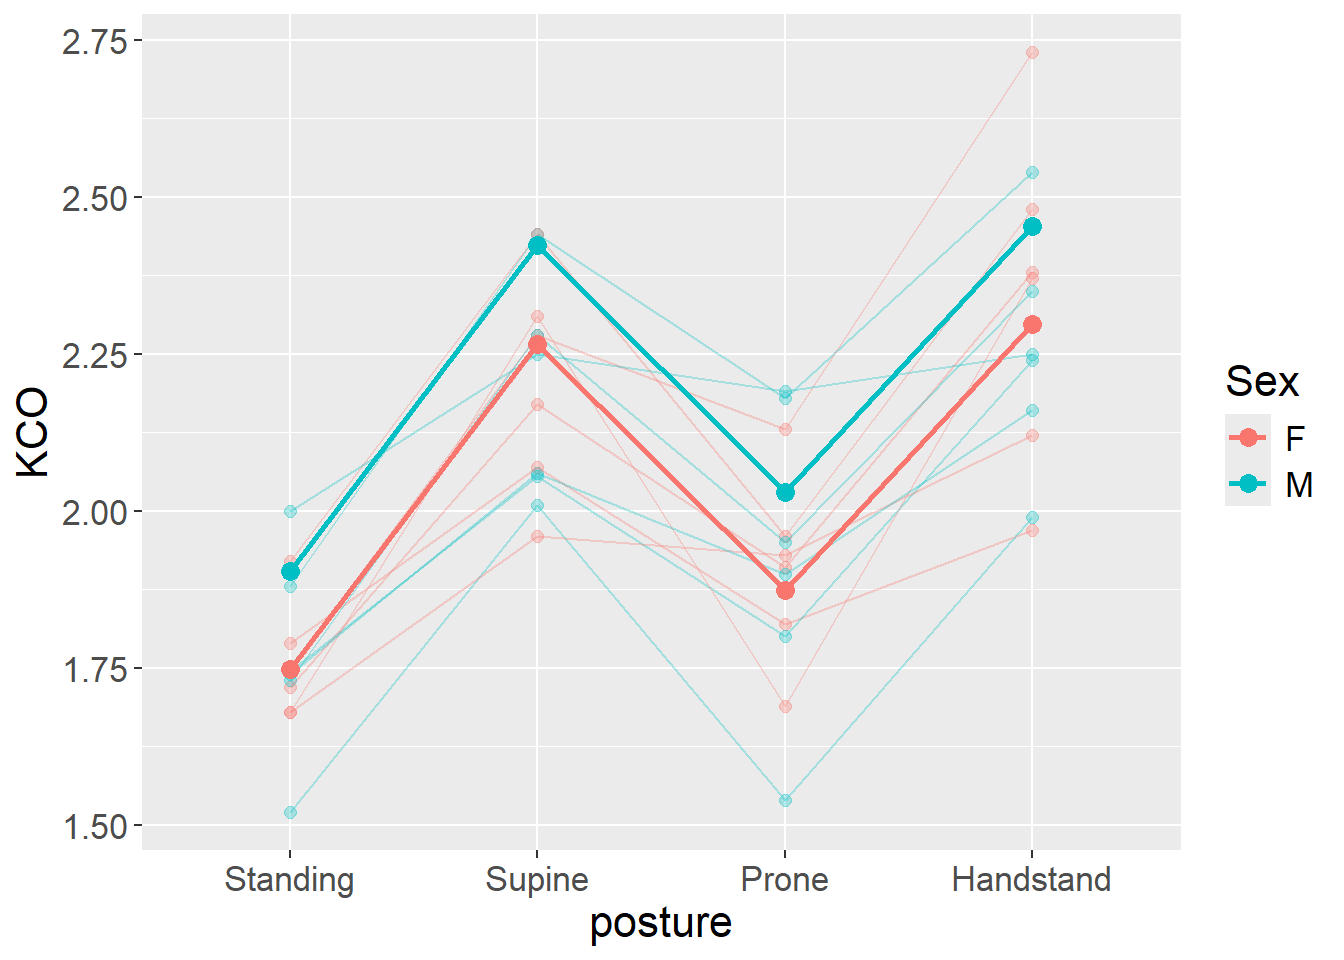 2.75
2.50
2.25
2.00
1.75
1.50
KCO
Standing Supine Prone Handstand
posture
Sex
F
M